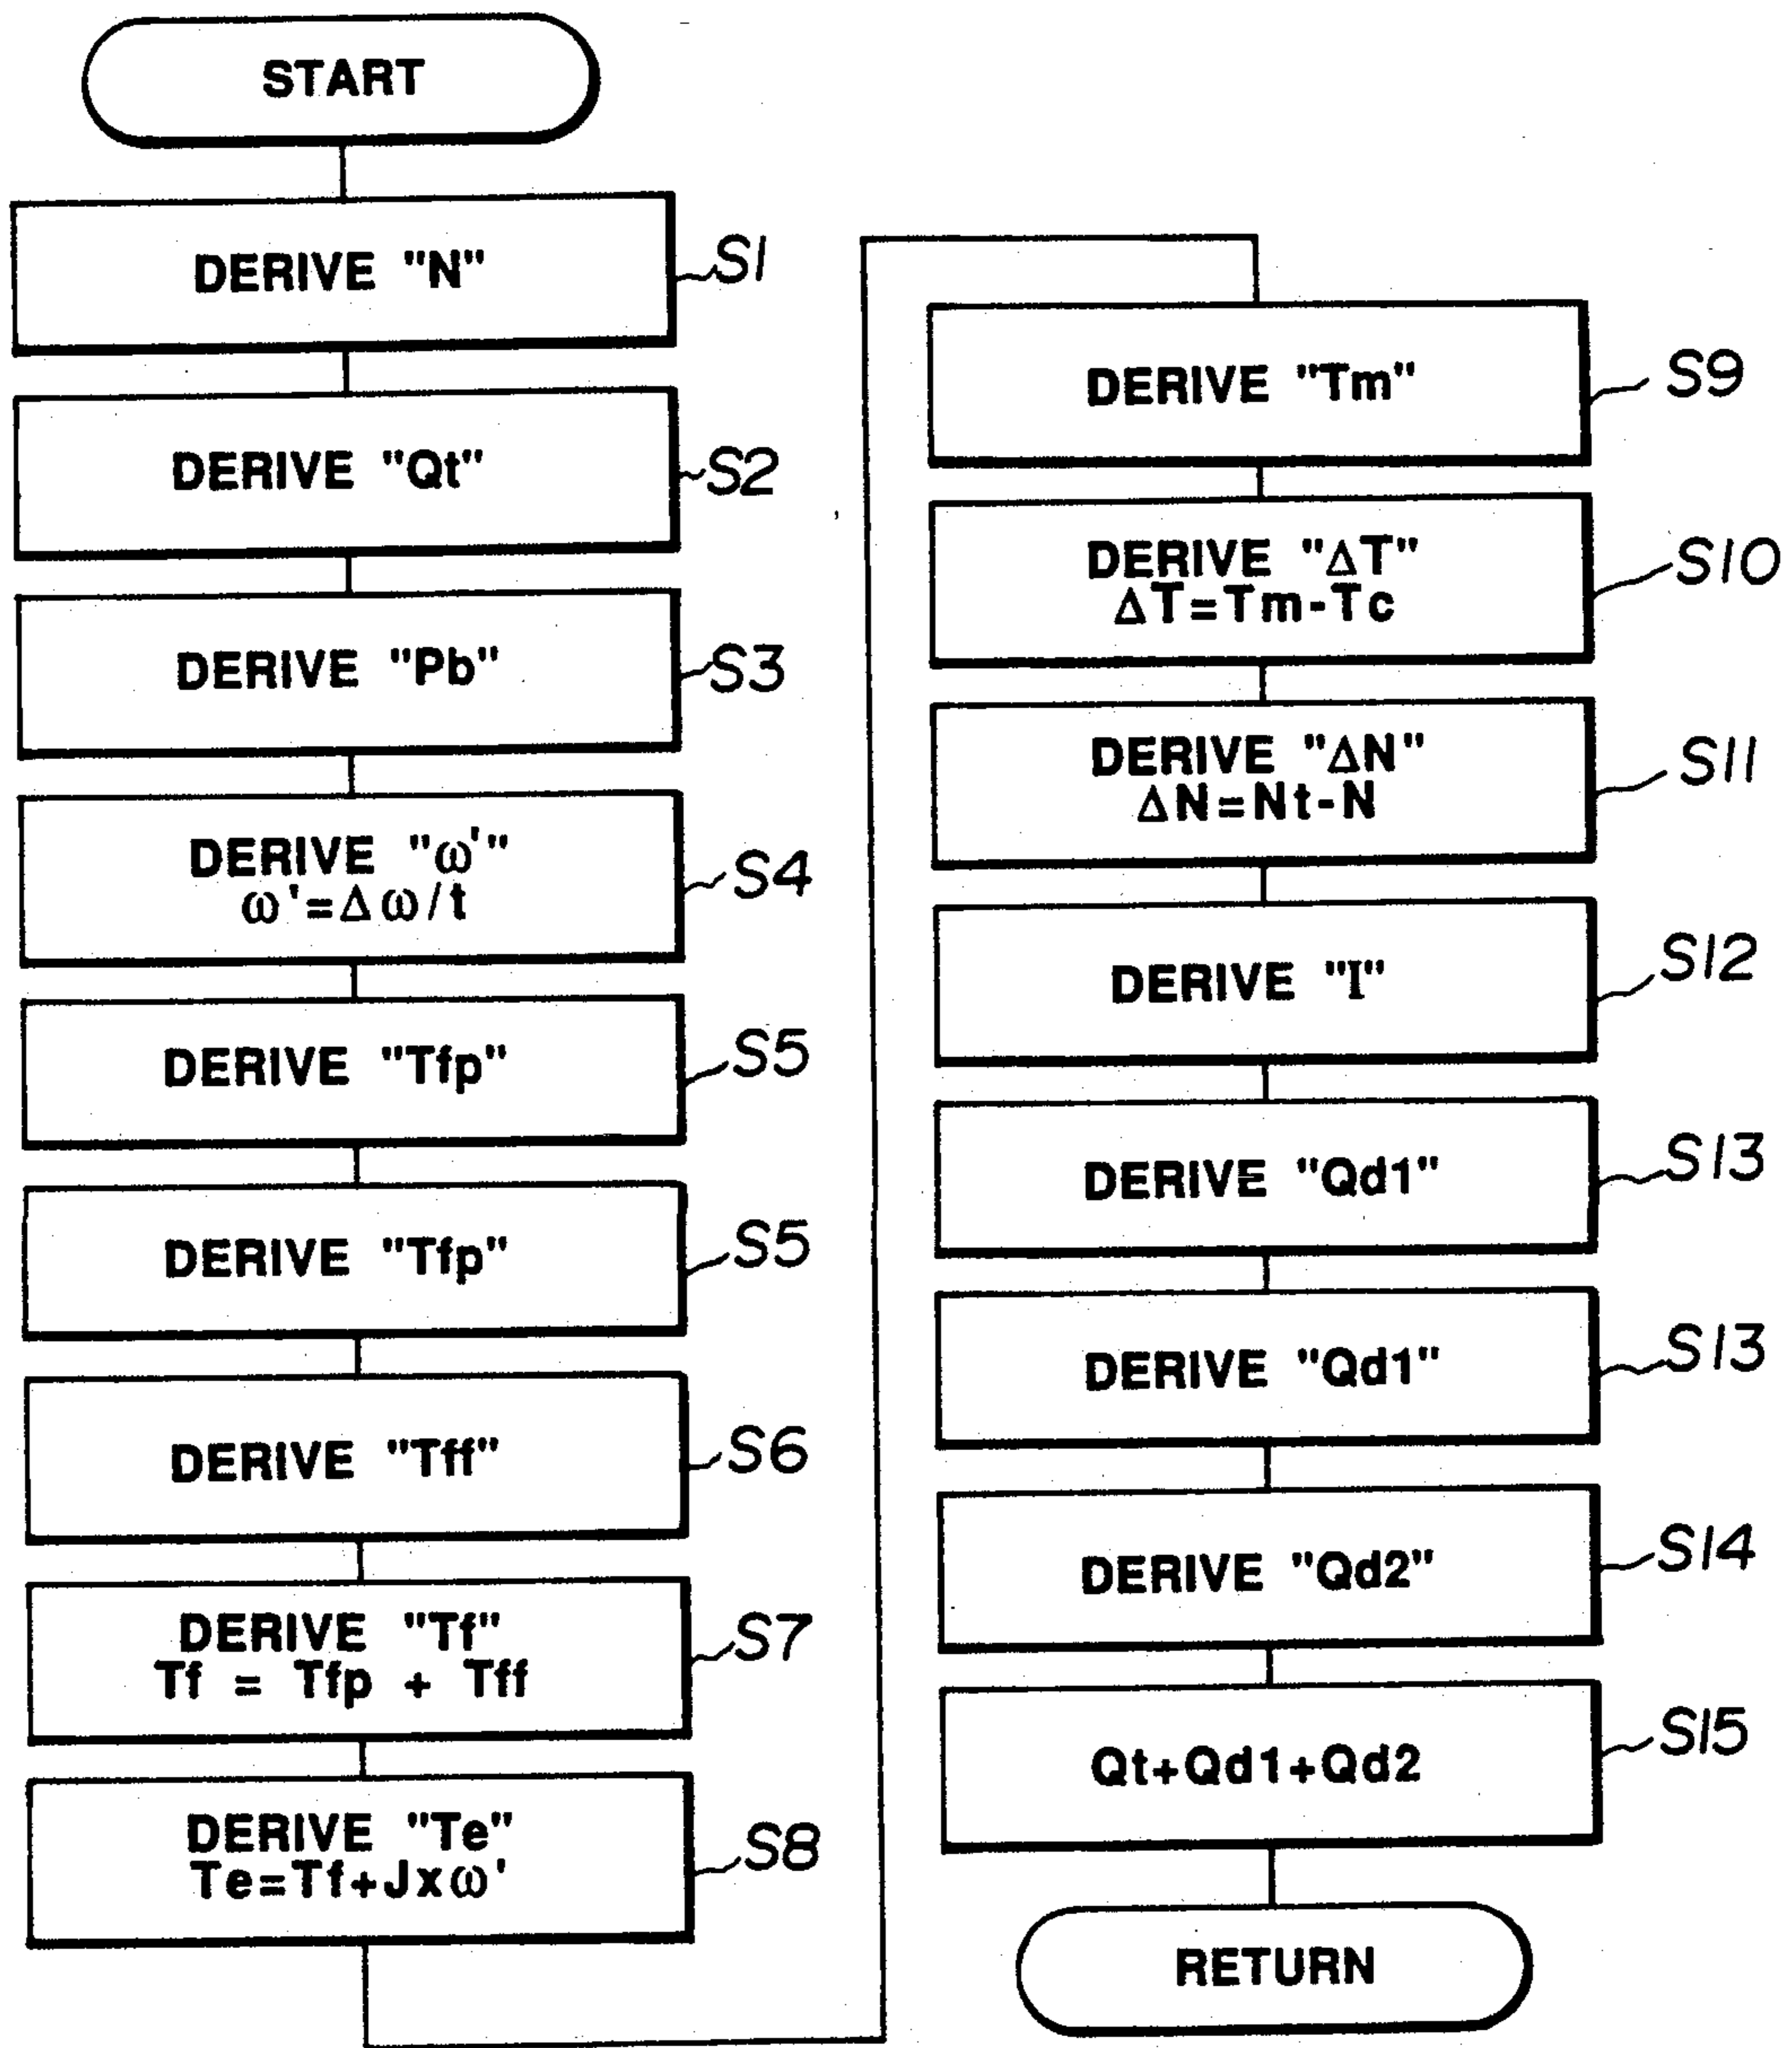 START
DERIVE "N"
S1
DERIVE "Qt"
S2
DERIVE "Pb"
S3
DERIVE "ω'"
ω'=Δω/t
S4
DERIVE "Tfp"
S5
DERIVE "Tfp"
S5
DERIVE "Tff"
S6
DERIVE "Tf"
Tf = Tfp + Tff
S7
DERIVE "Te"
Te=Tf+Jxω'
S8
DERIVE "Tm"
S9
DERIVE "ΔT"
ΔT=Tm-Tc
S10
DERIVE "ΔN"
ΔN=Nt-N
S11
DERIVE "I"
S12
DERIVE "Qd1"
S13
DERIVE "Qd1"
S13
DERIVE "Qd2"
S14
Qt+Qd1+Qd2
S15
RETURN